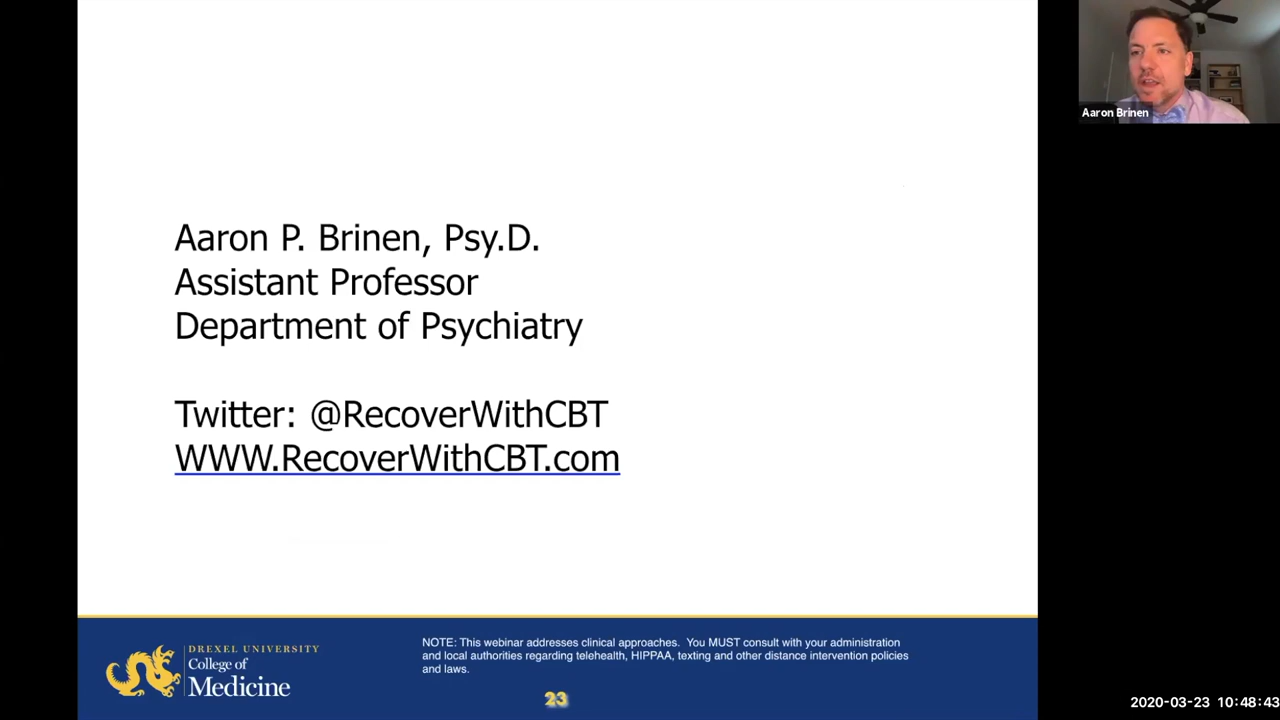 Aaron P. Brinen, Psy.D.
Assistant Professor
Department of Psychiatry
Twitter: @RecoverWithCBT
WWW.RecoverWithCBT.com
Aaron Brinen
DREXEL UNIVERSITY
College of
Medicine
NOTE: This webinar addresses clinical approaches. You MUST consult with your administration
and local authorities regarding telehealth, HIPPAA, texting and other distance intervention policies
and laws.
23
2020-03-23 10:48:43